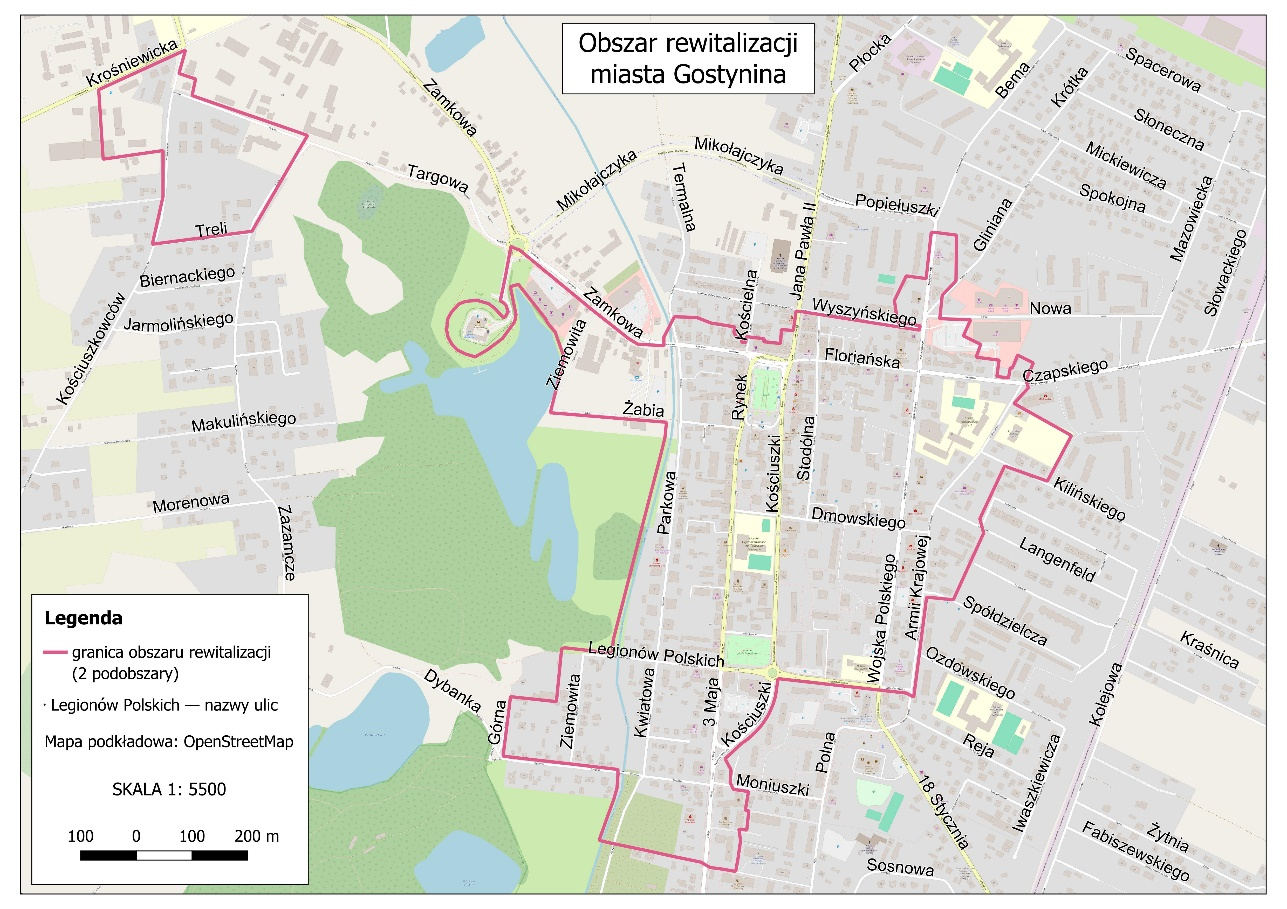 Obszar rewitalizacji
miasta Gostynina
Krośniewicka
Zamkowa
Płocka
Bema
Krótka
Spacerowa
Słoneczna
Mickiewicza
Spokojna
Mazowiecka
Słowackiego
Targowa
Mikołajczyka
Mikołajczyka
Termalna
Popiełuszki
Gliniana
Jana Pawła II
Treli
Biernackiego
Jarmolińskiego
Kościuszkowców
Makulińskiego
Morenowa
Zazamcze
Zamkowa
Ziemowita
Żabia
Kościelna
Wyszyńskiego
Nowa
Floriańska
Czapskiego
Rynek
Kościuszki
Stodólna
Parkowa
Dmowskiego
Kilińskiego
Langenfeld
Wojska Polskiego
Armii Krajowej
Spółdzielcza
Kraśnica
Ozdowskiego
Kolejowa
Legionów Polskich
Dybanka
Górna
Ziemowita
Kwiatowa
3 Maja
Kościuszki
Polna
Moniuszki
Reja
Iwaszkiewicza
18 Stycznia
Sosnowa
Żytnia
Fabiszewskiego
Legenda
granica obszaru rewitalizacji
(2 podobszary)
· Legionów Polskich — nazwy ulic
Mapa podkładowa: OpenStreetMap
SKALA 1: 5500
100 0 100 200 m